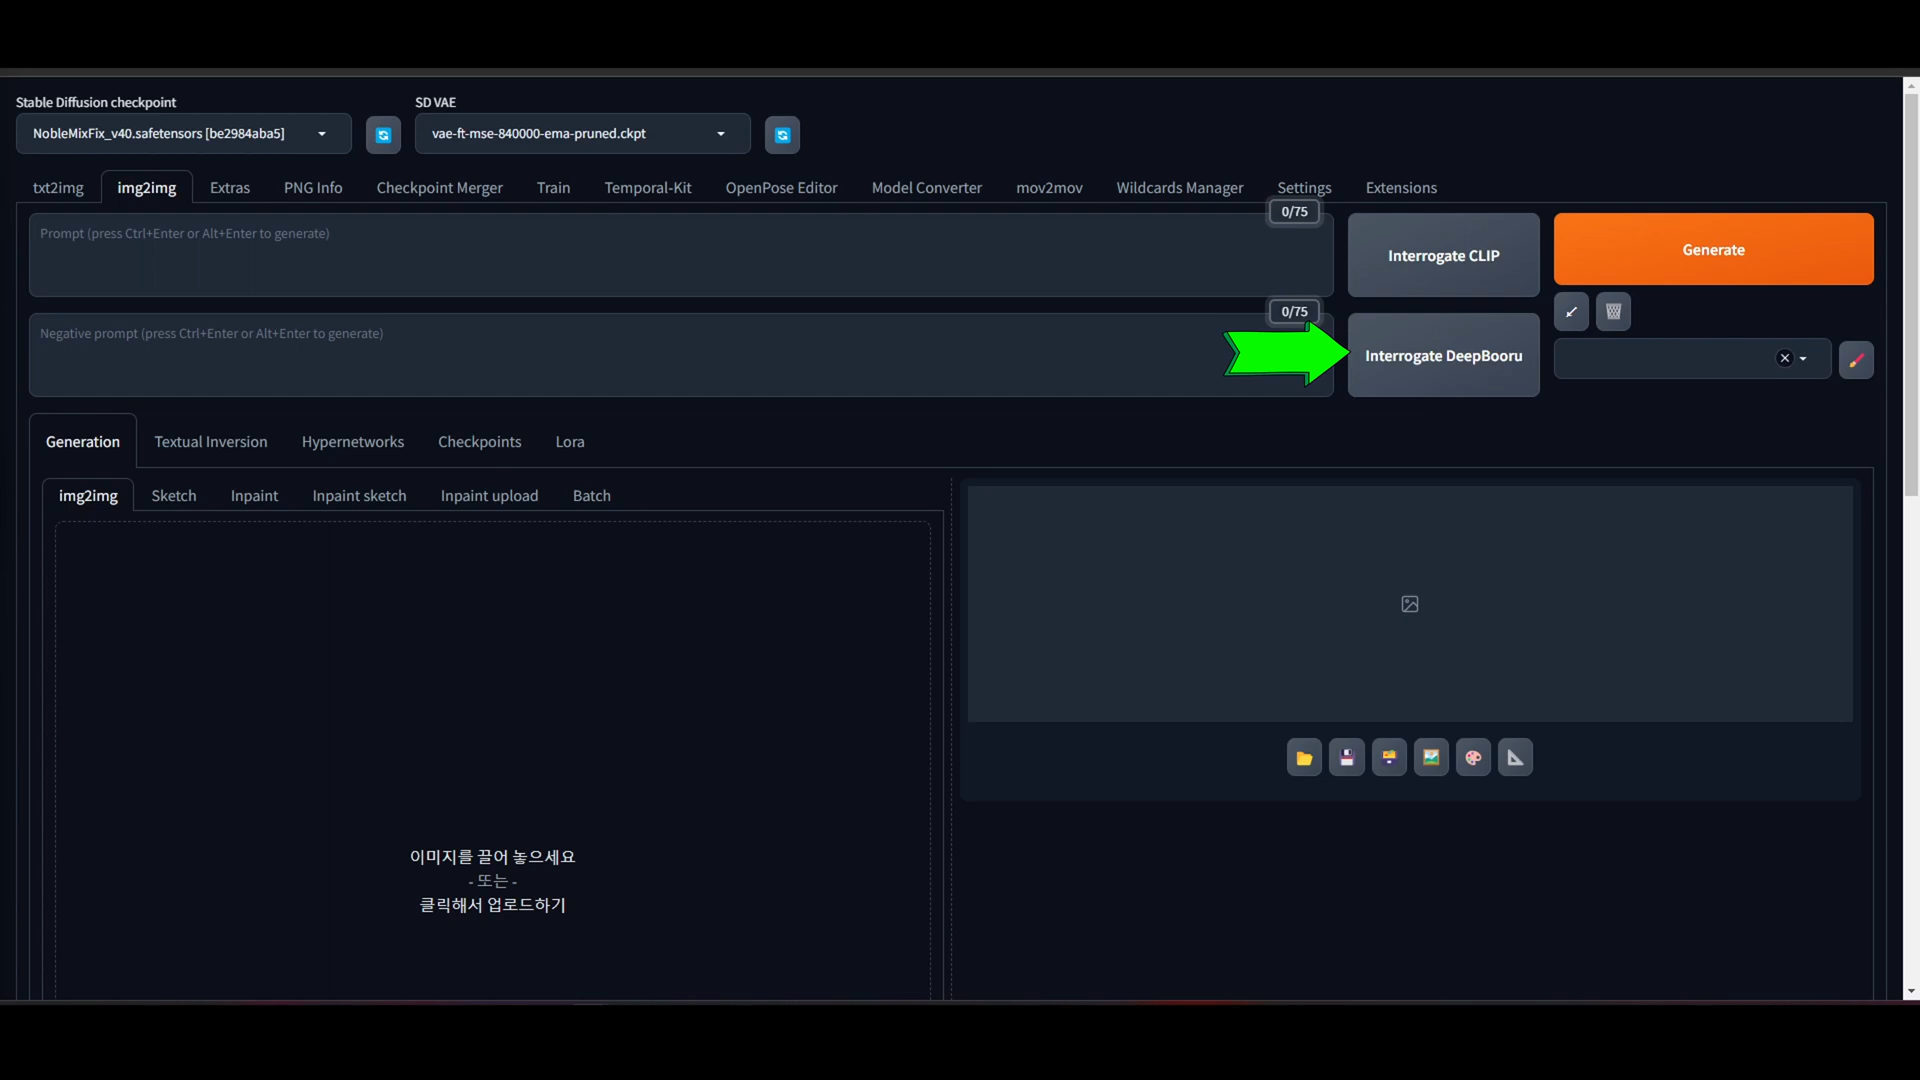 Stable Diffusion checkpoint
SD VAE
NobleMixFix_v40.safetensors [be2984aba5]
vae-ft-mse-840000-ema-pruned.ckpt
txt2img
img2img
Extras
PNG Info
Checkpoint Merger
Train
Temporal-Kit
OpenPose Editor
Model Converter
mov2mov
Wildcards Manager
Settings
Extensions
0/75
Prompt (press Ctrl+Enter or Alt+Enter to generate)
Interrogate CLIP
Generate
0/75
Negative prompt (press Ctrl+Enter or Alt+Enter to generate)
Interrogate DeepBooru
Generation
Textual Inversion
Hypernetworks
Checkpoints
Lora
img2img
Sketch
Inpaint
Inpaint sketch
Inpaint upload
Batch
이미지를 끌어 놓으세요
- 또는 -
클릭해서 업로드하기